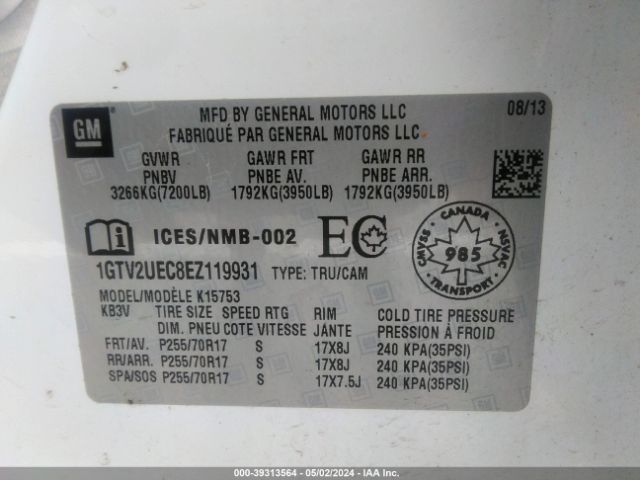 GM
MFD BY GENERAL MOTORS LLC 08/13
FABRIQUÉ PAR GENERAL MOTORS LLC
GVWR GAWR FRT GAWR RR
PNBV PNBE AV. PNBE ARR.
3266KG(7200LB) 1792KG(3950LB) 1792KG(3950LB)
ICES/NMB-002 EC
CANADA CMVSS 985 NSVAC TRANSPORT
1GTV2UEC8EZ119931 TYPE: TRU/CAM
MODEL/MODÈLE K15753
KB3V TIRE SIZE SPEED RTG RIM COLD TIRE PRESSURE
DIM. PNEU COTE VITESSE JANTE PRESSION À FROID
FRT/AV. P255/70R17 S 17X8J 240 KPA(35PSI)
RR/ARR. P255/70R17 S 17X8J 240 KPA(35PSI)
SPA/SOS P255/70R17 S 17X7.5J 240 KPA(35PSI)
000-39313564 - 05/02/2024 - IAA Inc.